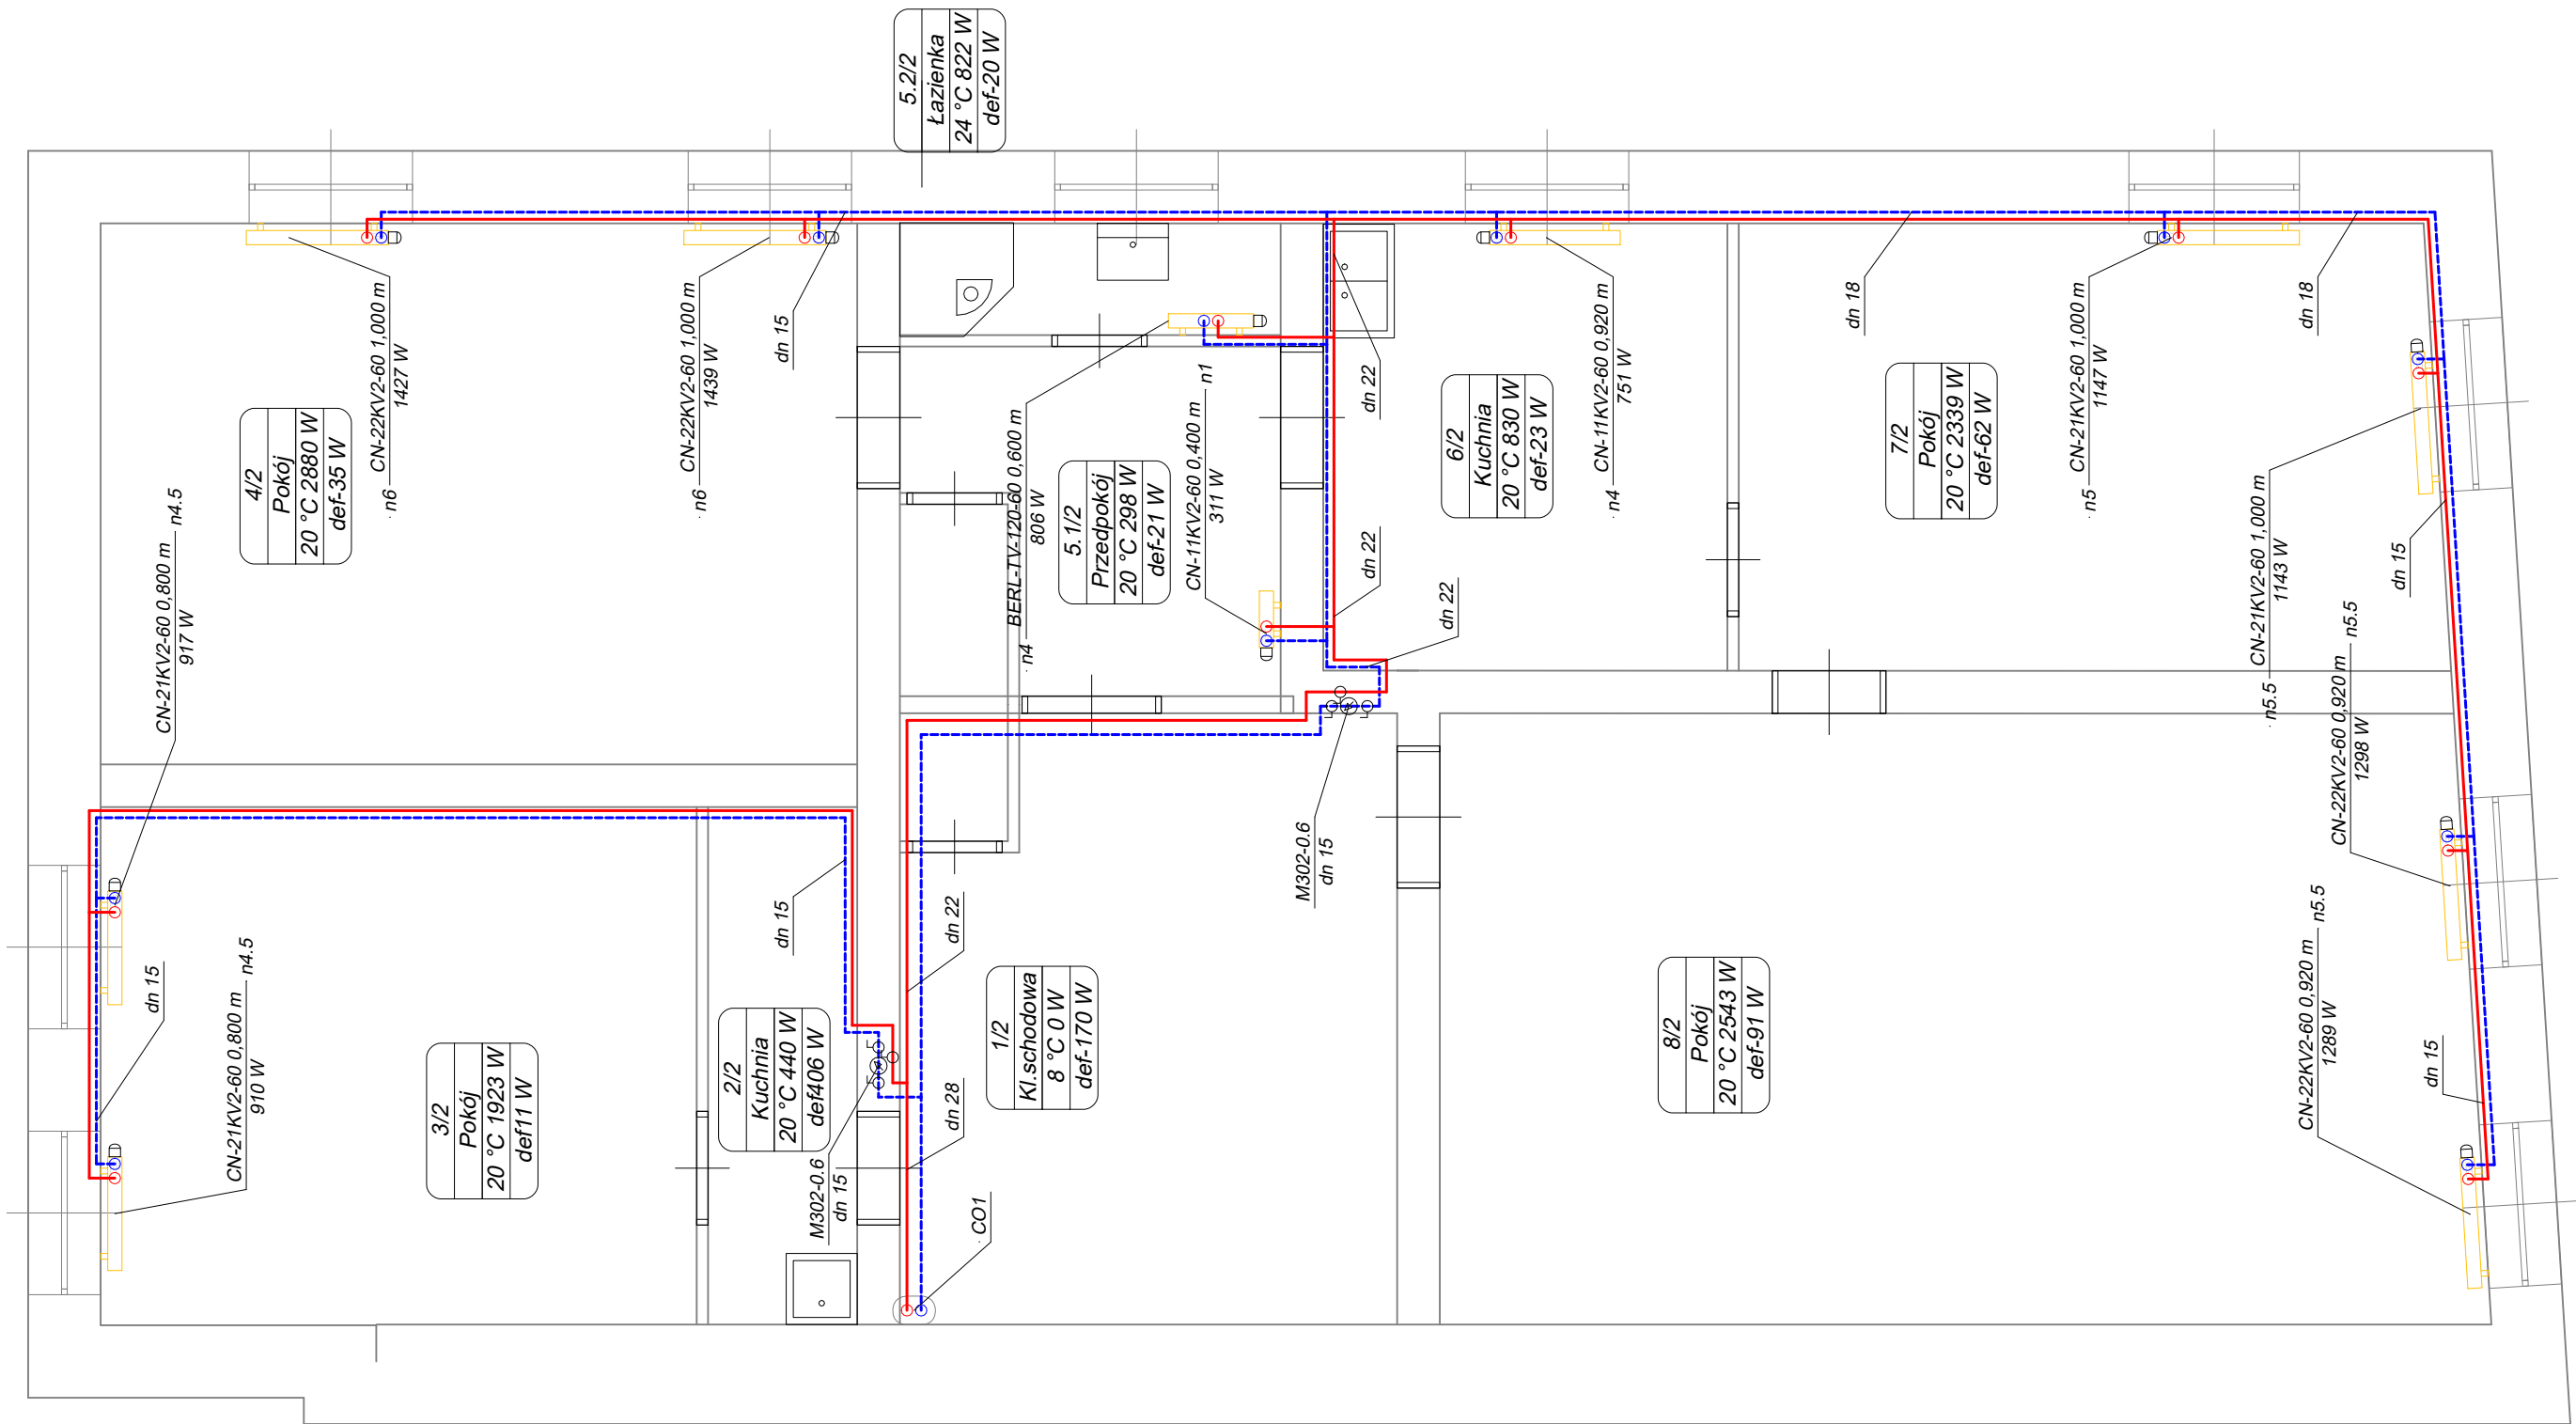 5.2/2
Łazienka
24 °C 822 W
def-20 W
4/2
Pokój
20 °C 2880 W
def-35 W
CN-22KV2-60 1,000 m
1427 W
n6
CN-22KV2-60 1,000 m
1439 W
n6
dn 15
CN-21KV2-60 0,800 m n4.5
917 W
CN-21KV2-60 0,800 m n4.5
910 W
dn 15
3/2
Pokój
20 °C 1923 W
def11 W
2/2
Kuchnia
20 °C 440 W
def406 W
dn 15
M302-0.6
dn 15
dn 22
dn 28
CO1
1/2
Kl.schodowa
8 °C 0 W
def-170 W
BERL-TV-120-60 0,600 m
806 W
n4
5.1/2
Przedpokój
20 °C 298 W
def-21 W
CN-11KV2-60 0,400 m n1
311 W
dn 22
dn 22
dn 22
M302-0.6
dn 15
6/2
Kuchnia
20 °C 830 W
def-23 W
CN-11KV2-60 0,920 m
751 W
n4
dn 18
7/2
Pokój
20 °C 2339 W
def-62 W
CN-21KV2-60 1,000 m
1147 W
n5
dn 18
CN-21KV2-60 1,000 m
1143 W
n5.5
dn 15
CN-22KV2-60 0,920 m n5.5
1298 W
8/2
Pokój
20 °C 2543 W
def-91 W
CN-22KV2-60 0,920 m n5.5
1289 W
dn 15